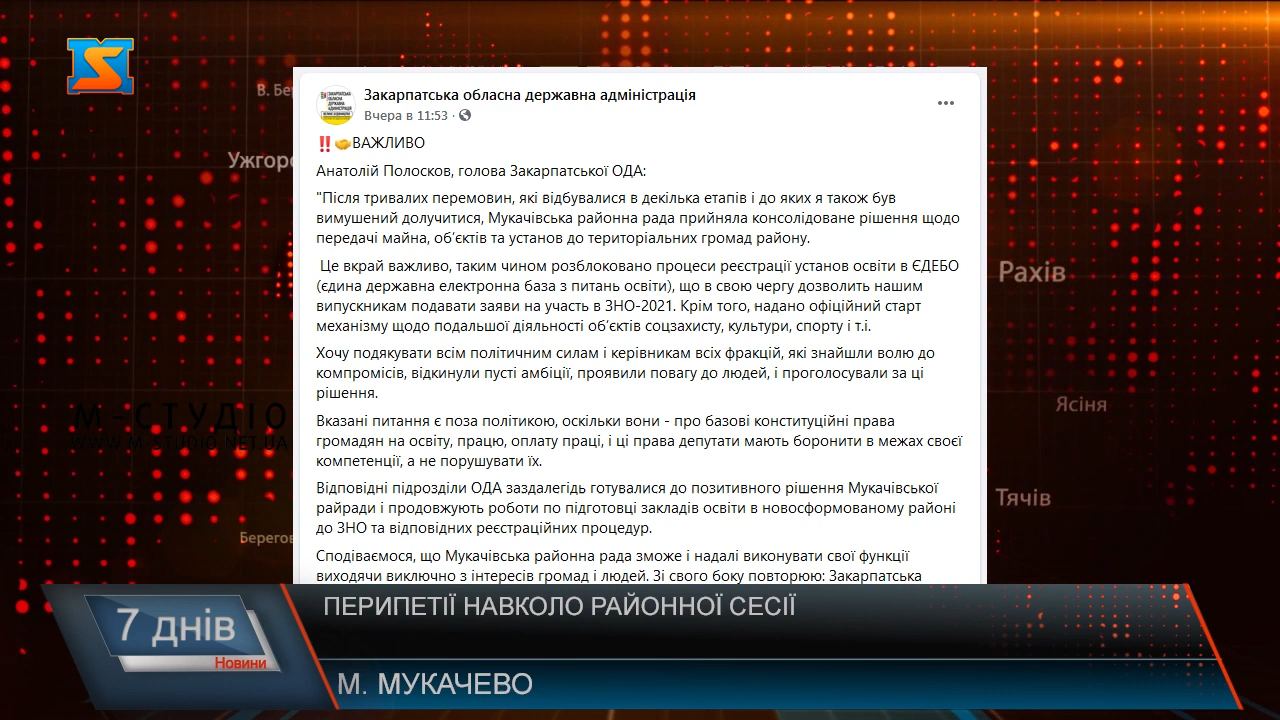 В. Бе
Ужгоро
Рахів
Ясіня
Тячів
Берегов
М-СТУДІО
WWW.M-STUDIO.NET.UA
Закарпатська обласна державна адміністрація
Вчера в 11:53 ·
‼️🤝ВАЖЛИВО
Анатолій Полосков, голова Закарпатської ОДА:
"Після тривалих перемовин, які відбувалися в декілька етапів і до яких я також був
вимушений долучитися, Мукачівська районна рада прийняла консолідоване рішення щодо
передачі майна, об’єктів та установ до територіальних громад району.
Це вкрай важливо, таким чином розблоковано процеси реєстрації установ освіти в ЄДЕБО
(єдина державна електронна база з питань освіти), що в свою чергу дозволить нашим
випускникам подавати заяви на участь в ЗНО-2021. Крім того, надано офіційний старт
механізму щодо подальшої діяльності об’єктів соцзахисту, культури, спорту і т.і.
Хочу подякувати всім політичним силам і керівникам всіх фракцій, які знайшли волю до
компромісів, відкинули пусті амбіції, проявили повагу до людей, і проголосували за ці
рішення.
Вказані питання є поза політикою, оскільки вони - про базові конституційні права
громадян на освіту, працю, оплату праці, і ці права депутати мають боронити в межах своєї
компетенції, а не порушувати їх.
Відповідні підрозділи ОДА заздалегідь готувалися до позитивного рішення Мукачівської
райради і продовжують роботи по підготовці закладів освіти в новосформованому районі
до ЗНО та відповідних реєстраційних процедур.
Сподіваємося, що Мукачівська районна рада зможе і надалі виконувати свої функції
виходячи виключно з інтересів громад і людей. Зі свого боку повторюю: Закарпатська
7 днів
Новини
ПЕРИПЕТІЇ НАВКОЛО РАЙОННОЇ СЕСІЇ
М. МУКАЧЕВО